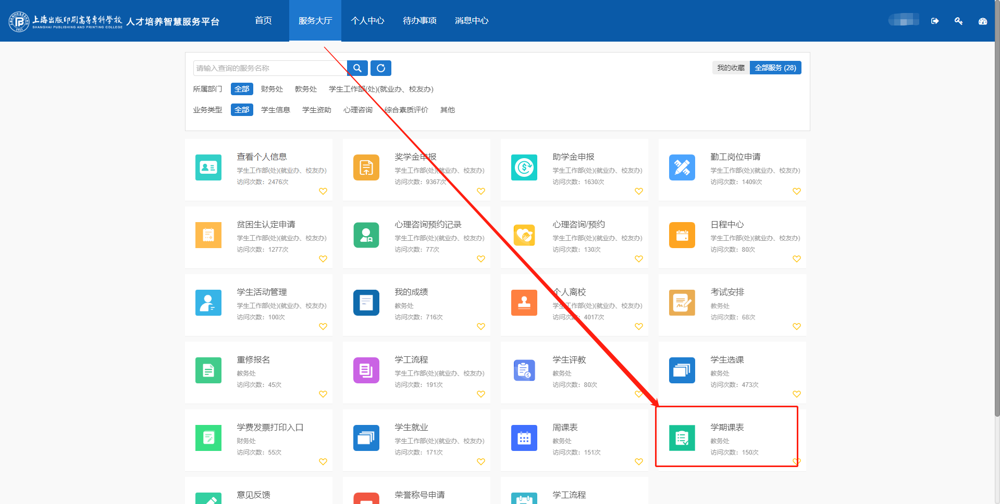 上海出版印刷高等专科学校 人才培养智慧服务平台
SHANGHAI PUBLISHING AND PRINTING COLLEGE
1953
首页 服务大厅 个人中心 待办事项 消息中心
请输入查询的服务名称
我的收藏 全部服务 (28)
所属部门 全部 财务处 教务处 学生工作部(处)(就业办、校友办)
业务类型 全部 学生信息 学生资助 心理咨询 综合素质评价 其他
查看个人信息
学生工作部(处)(就业办、校友办)
访问次数：2476次
奖学金申报
学生工作部(处)(就业办、校友办)
访问次数：9367次
助学金申报
学生工作部(处)(就业办、校友办)
访问次数：1630次
勤工岗位申请
学生工作部(处)(就业办、校友办)
访问次数：1409次
贫困生认定申请
学生工作部(处)(就业办、校友办)
访问次数：1277次
心理咨询预约记录
学生工作部(处)(就业办、校友办)
访问次数：77次
心理咨询/预约
学生工作部(处)(就业办、校友办)
访问次数：130次
日程中心
学生工作部(处)(就业办、校友办)
访问次数：80次
学生活动管理
学生工作部(处)(就业办、校友办)
访问次数：100次
我的成绩
教务处
访问次数：716次
个人离校
学生工作部(处)(就业办、校友办)
访问次数：4017次
考试安排
教务处
访问次数：68次
重修报名
教务处
访问次数：45次
学工流程
学生工作部(处)(就业办、校友办)
访问次数：191次
学生评教
教务处
访问次数：80次
学生选课
教务处
访问次数：473次
学费发票打印入口
财务处
访问次数：55次
学生就业
学生工作部(处)(就业办、校友办)
访问次数：171次
周课表
教务处
访问次数：151次
学期课表
教务处
访问次数：150次
意见反馈
荣誉称号申请
学工流程